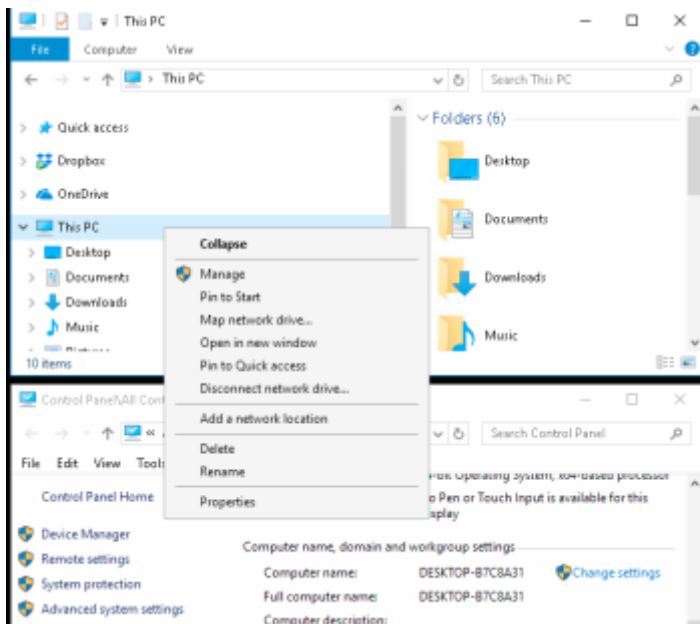 This PC
File Computer View
This PC
Search This PC
Quick access
Dropbox
OneDrive
This PC
Desktop
Documents
Downloads
Music
10 items
Folders (6)
Desktop
Documents
Downloads
Music
Collapse
Manage
Pin to Start
Map network drive...
Open in new window
Pin to Quick access
Disconnect network drive...
Add a network location
Delete
Rename
Properties
Control Panel\All
Search Control Panel
File Edit View
Control Panel Home
Device Manager
Remote settings
System protection
Advanced system settings
Operating System, x64-based processor
Pen or Touch Input is available for this
Computer name, domain and workgroup settings
Computer name: DESKTOP-B7C8A31 Change settings
Full computer name: DESKTOP-B7C8A31
Computer description: